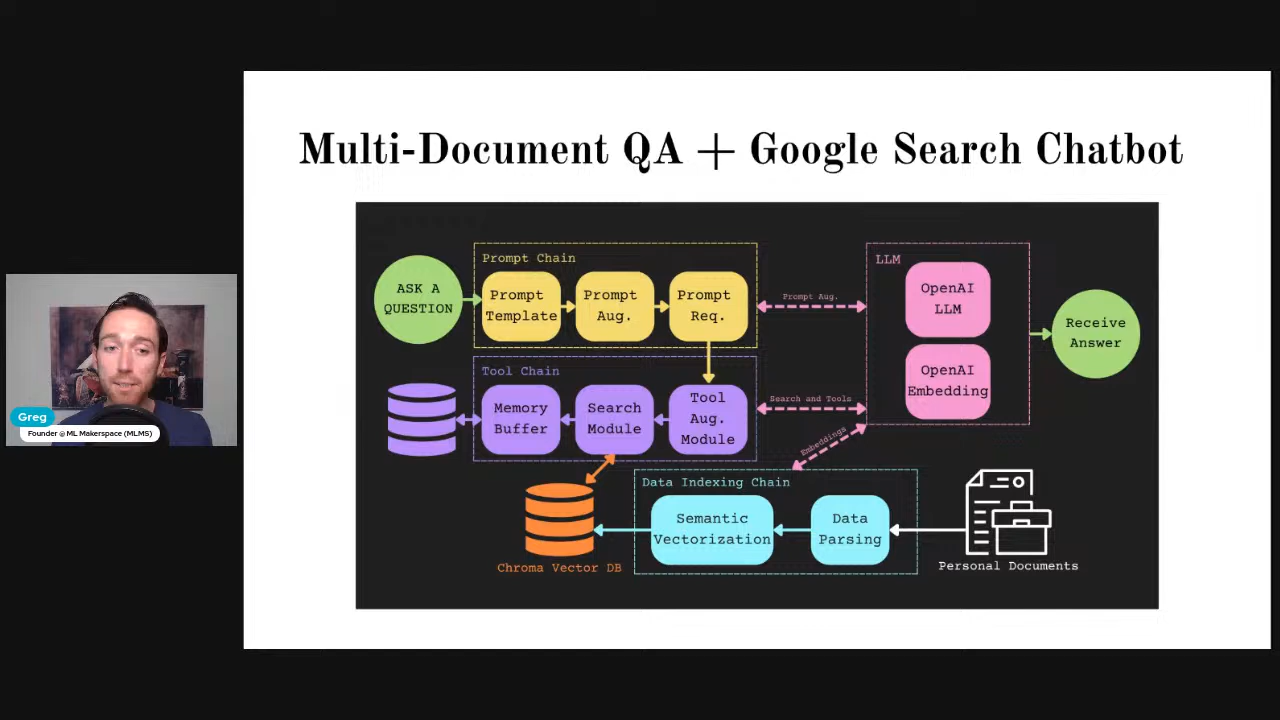 Multi-Document QA + Google Search Chatbot
Prompt Chain
ASK A
QUESTION
Prompt
Template
Prompt
Aug.
Prompt
Req.
Prompt Aug.
LLM
OpenAI
LLM
OpenAI
Embedding
Receive
Answer
Tool Chain
Memory
Buffer
Search
Module
Tool
Aug.
Module
Search and Tools
Embeddings
Data Indexing Chain
Semantic
Vectorization
Data
Parsing
Chroma Vector DB
Personal Documents
Greg
Founder @ ML Makerspace (MLMS)